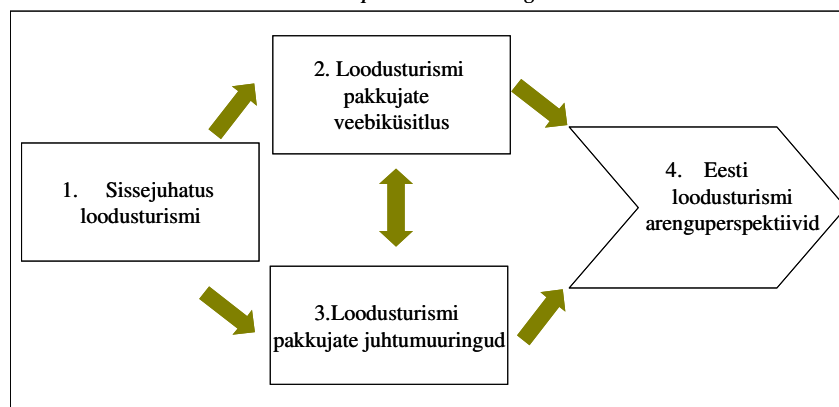 1. Sissejuhatus
loodusturismi
2. Loodusturismi
pakkujate
veebiküsitlus
3.Loodusturismi
pakkujate juhtumuuringud
4. Eesti
loodusturismi
arenguperspektiivid